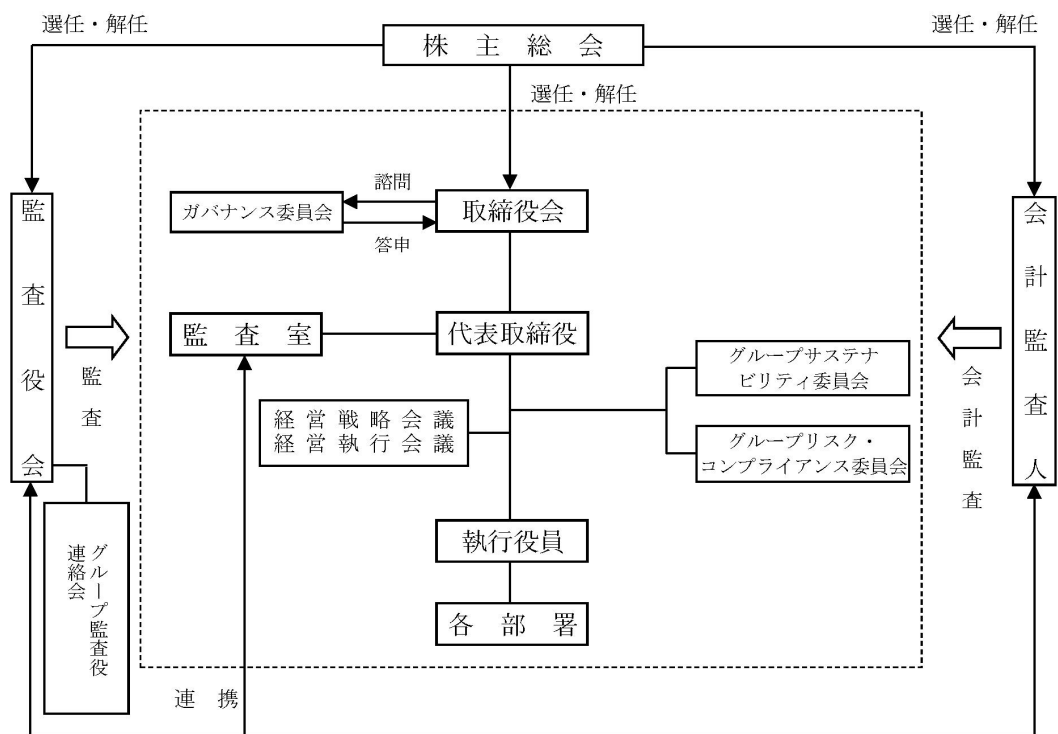 選任・解任
株主総会
選任・解任
選任・解任
諮問
ガバナンス委員会
取締役会
答申
監査役会
会計監査人
監査室
代表取締役
監査
会計監査
グループサステナ
ビリティ委員会
経営戦略会議
経営執行会議
グループリスク・
コンプライアンス委員会
執行役員
グループ監査役
連絡会
各部署
連携